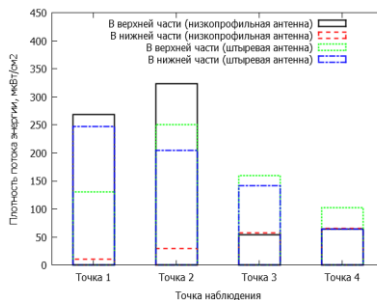 В верхней части (низкопрофильная антенна)
В нижней части (низкопрофильная антенна)
В верхней части (штыревая антенна)
В нижней части (штыревая антенна)
Плотность потока энергии, мкВт/см2
450
400
350
300
250
200
150
100
50
0
Точка 1 Точка 2 Точка 3 Точка 4
Точка наблюдения